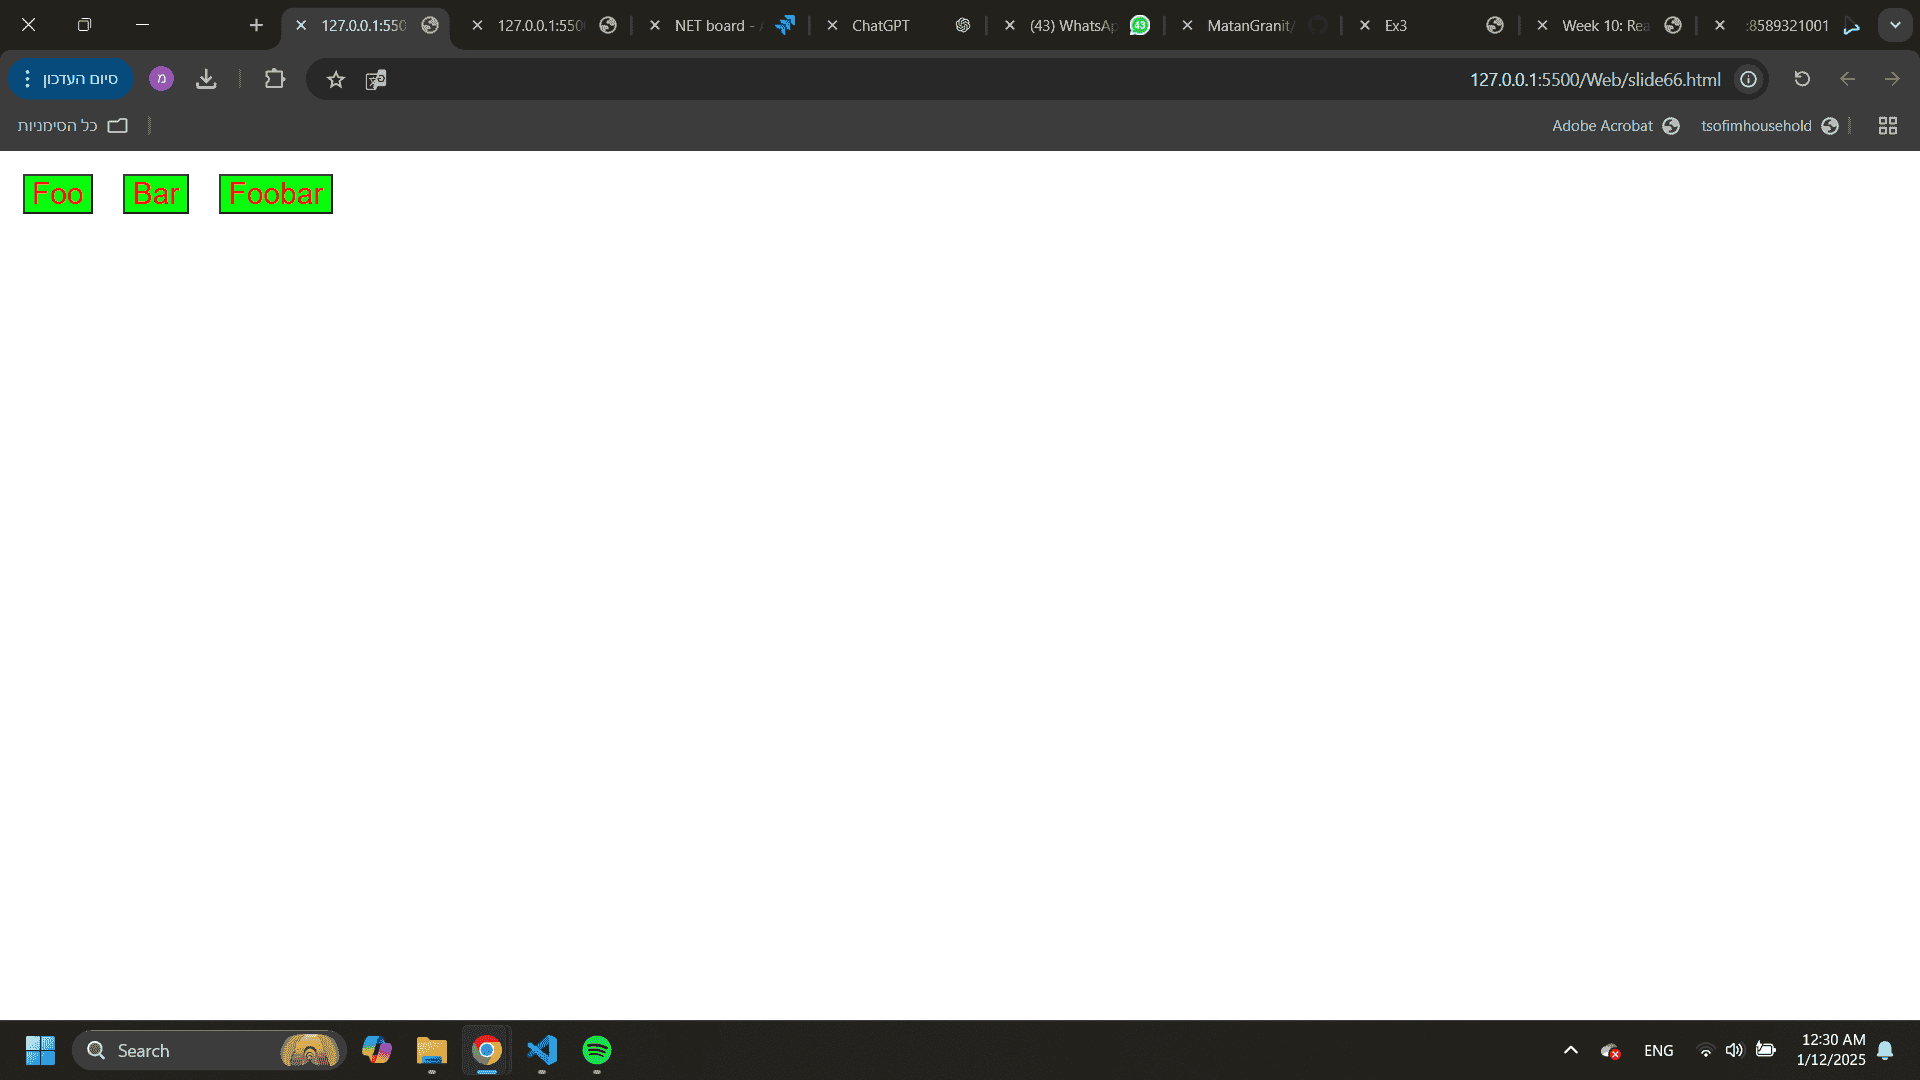 127.0.0.1:550
127.0.0.1:550
NET board -
ChatGPT
(43) WhatsAp
MatanGranit/
Ex3
Week 10: Rea
:8589321001
סיום העדכון
מ
127.0.0.1:5500/Web/slide66.html
כל הסימניות
Adobe Acrobat
tsofimhousehold
Foo
Bar
Foobar
Search
ENG
12:30 AM
1/12/2025